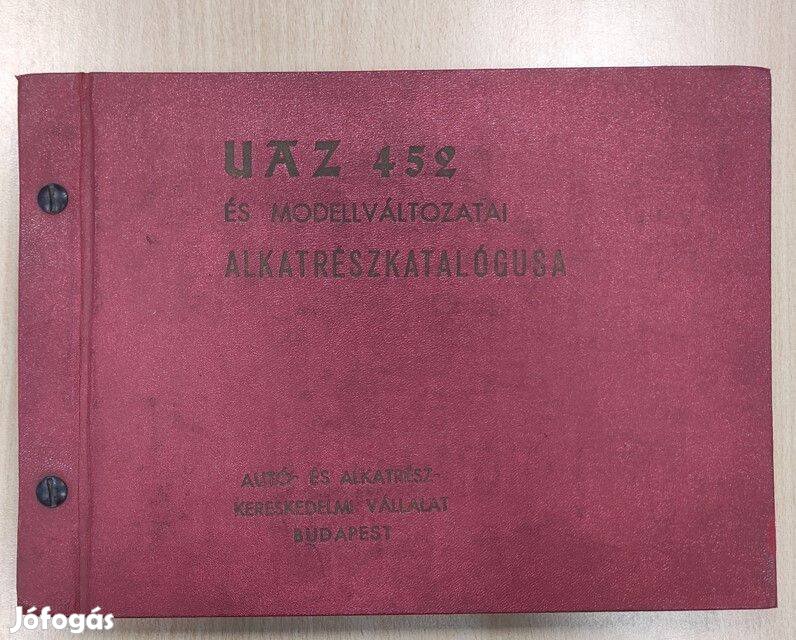 UAZ 452
ÉS MODELLVÁLTOZATAI
ALKATRÉSZKATALÓGUSA
AUTÓ- ÉS ALKATRÉSZ-
KERESKEDELMI VÁLLALAT
BUDAPEST
Jófogás